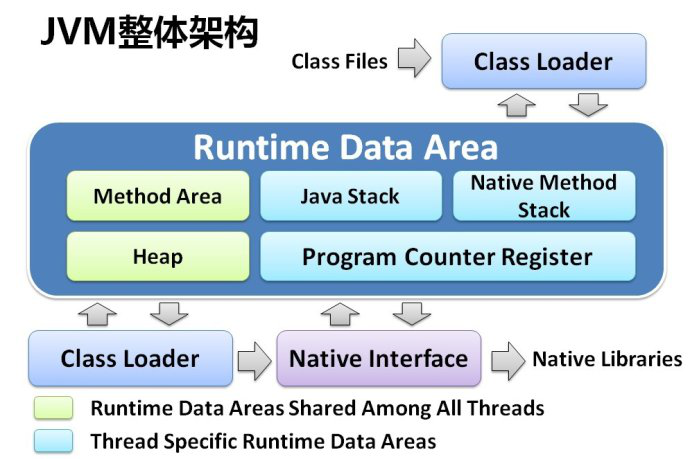 JVM整体架构
Class Files
Class Loader
Runtime Data Area
Method Area
Java Stack
Native Method
Stack
Heap
Program Counter Register
Class Loader
Native Interface
Native Libraries
Runtime Data Areas Shared Among All Threads
Thread Specific Runtime Data Areas